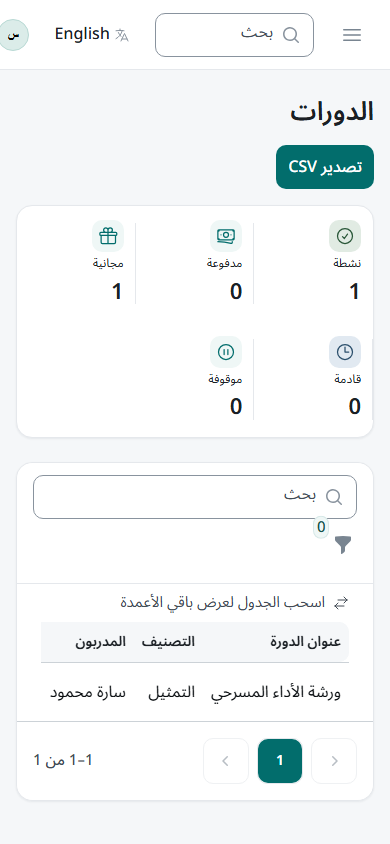 بحث
English
س
الدورات
تصدير CSV
نشطة
1
مدفوعة
0
مجانية
1
قادمة
0
موقوفة
0
بحث
0
اسحب الجدول لعرض باقي الأعمدة
عنوان الدورة التصنيف المدربون
ورشة الأداء المسرحي التمثيل سارة محمود
1
1–1 من 1